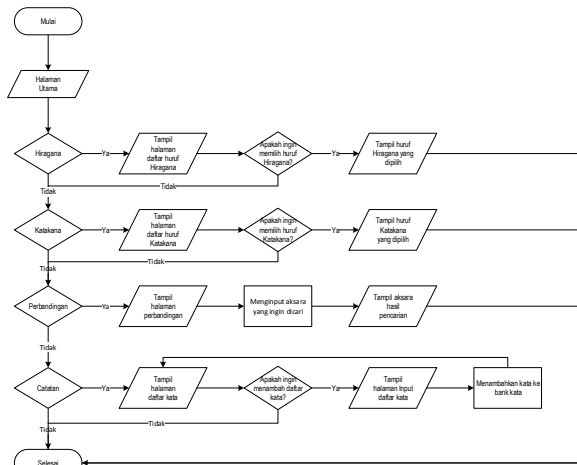 Mulai
Halaman
Utama
Hiragana
Ya
Tampil
halaman
daftar huruf
Hiragana
Apakah ingin
memilih huruf
Hiragana?
Ya
Tampil huruf
Hiragana yang
dipilih
Tidak
Tidak
Katakana
Ya
Tampil
halaman
daftar huruf
Katakana
Apakah ingin
memilih huruf
Katakana?
Ya
Tampil huruf
Katakana
yang dipilih
Tidak
Tidak
Perbandingan
Ya
Tampil
halaman
perbandingan
Menginput aksara
yang ingin dicari
Tampil aksara
hasil
pencarian
Tidak
Catatan
Ya
Tampil
halaman
daftar kata
Apakah ingin
menambah daftar
kata?
Ya
Tampil
halaman Input
daftar kata
Menambahkan kata ke
bank kata
Tidak
Tidak
Selesai